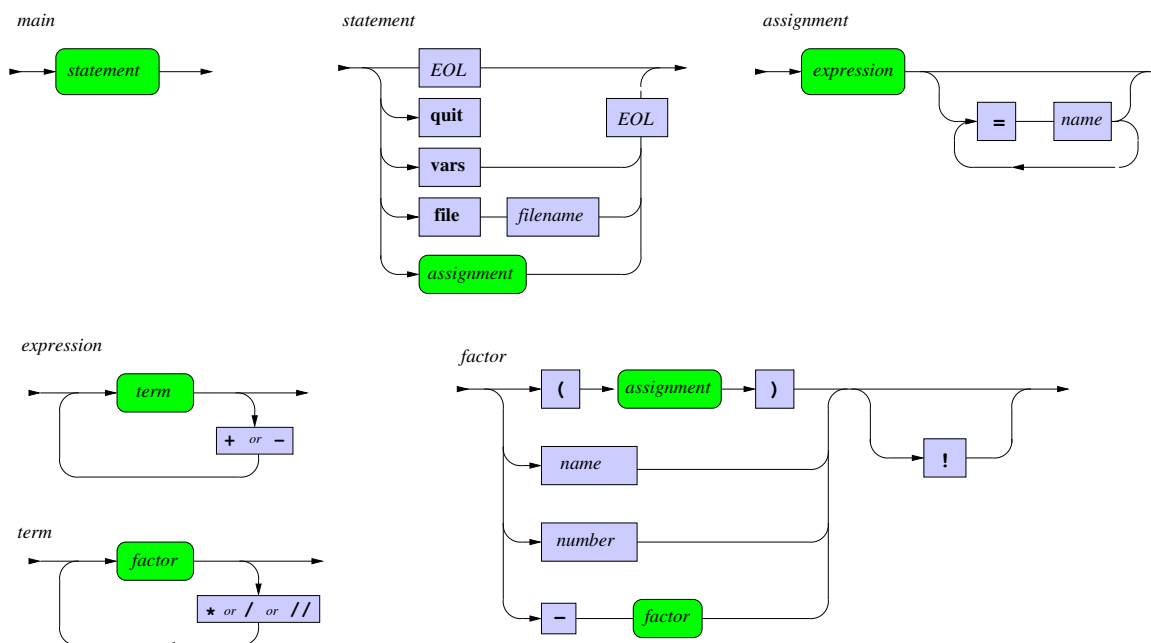 main
statement
assignment
statement
EOL
expression
quit
EOL
= name
vars
file filename
assignment
expression
factor
term
( assignment )
+ or -
name
!
term
number
factor
* or / or //
- factor